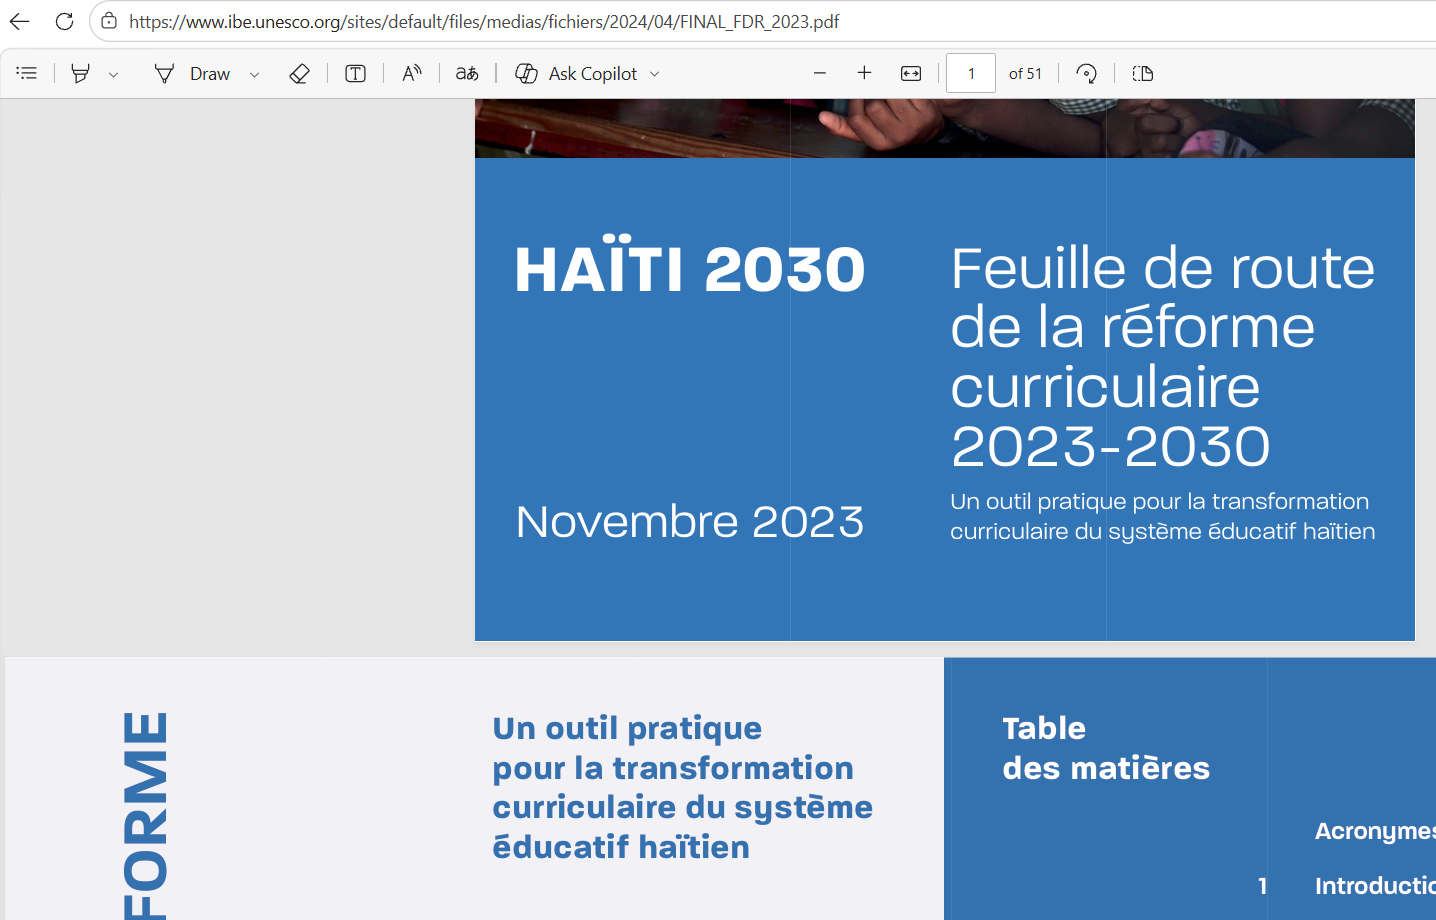 https://www.ibe.unesco.org/sites/default/files/medias/fichiers/2024/04/FINAL_FDR_2023.pdf
Draw
Ask Copilot
1
of 51
HAÏTI 2030
Novembre 2023
Feuille de route
de la réforme
curriculaire
2023-2030
Un outil pratique pour la transformation
curriculaire du système éducatif haïtien
FORME
Un outil pratique
pour la transformation
curriculaire du système
éducatif haïtien
Table
des matières
Acronymes
1 Introductio